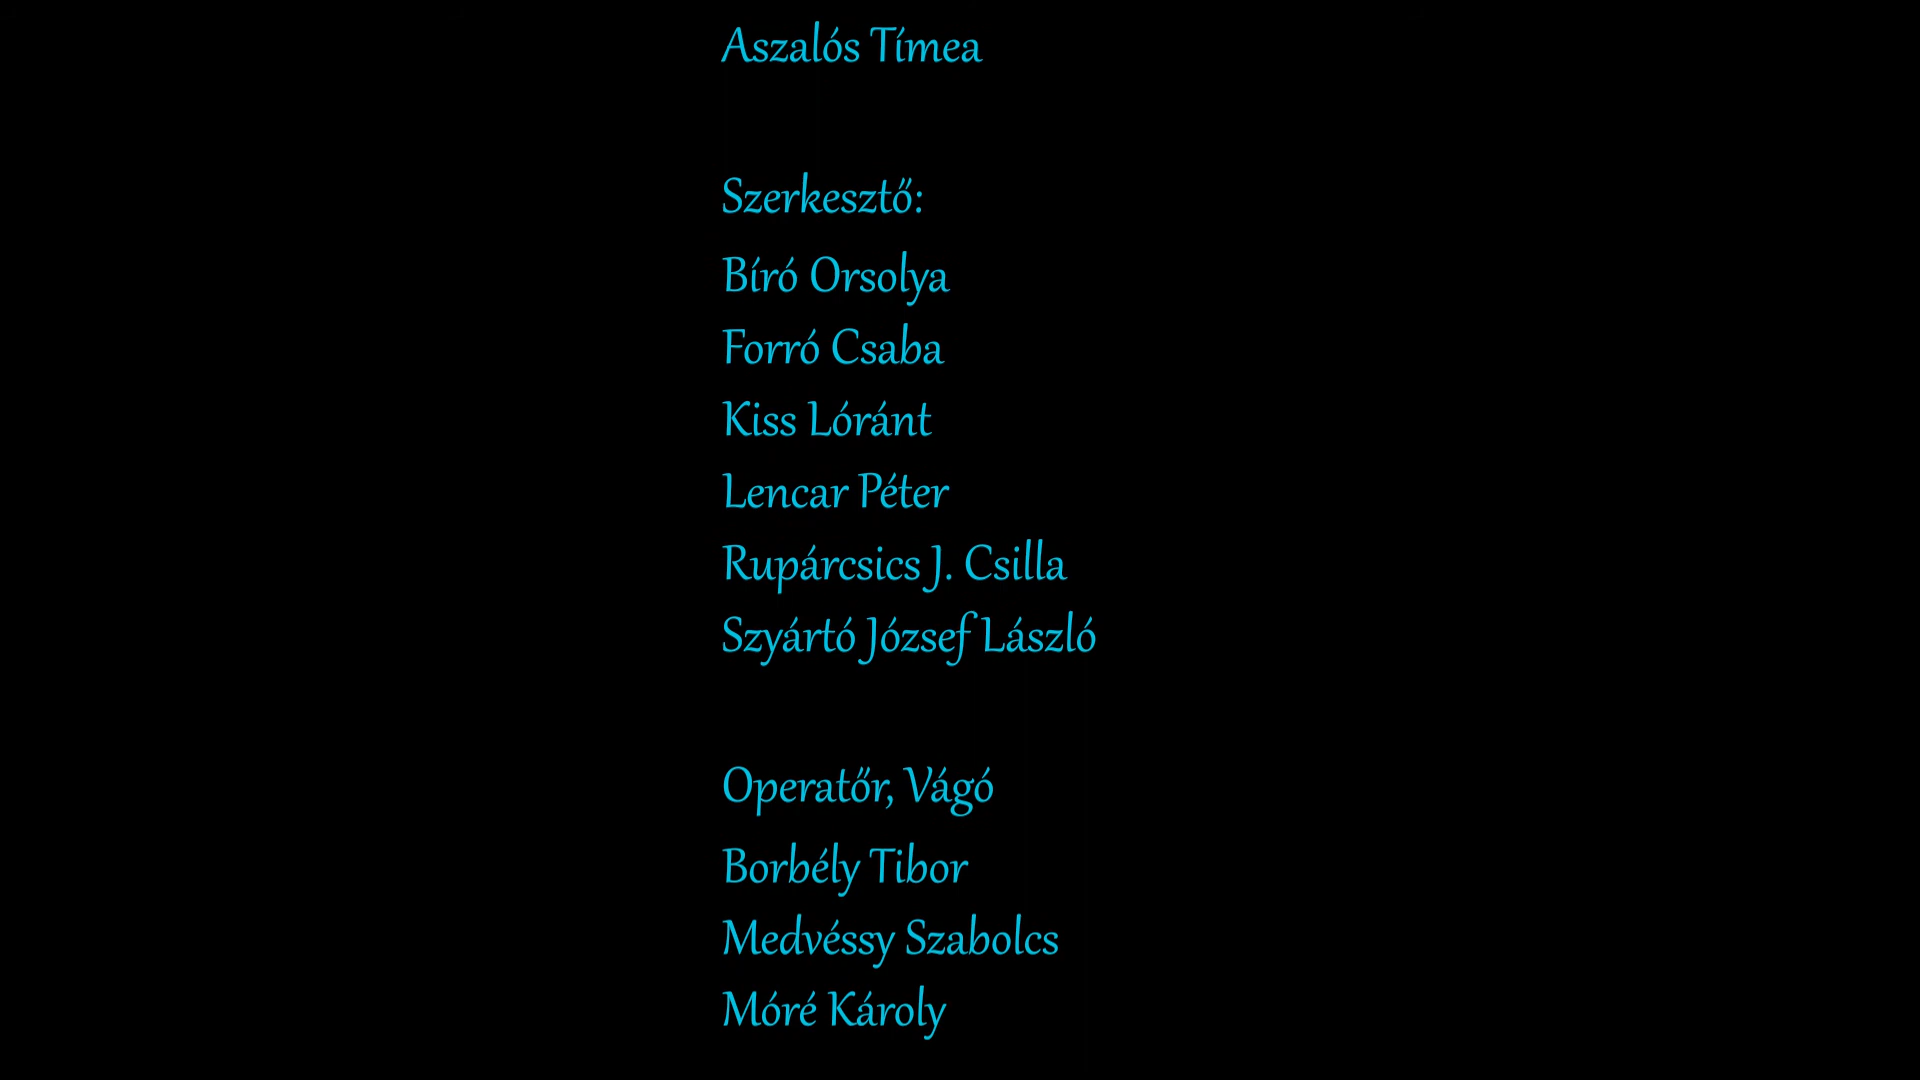 Aszalós Tímea
Szerkesztő:
Bíró Orsolya
Forró Csaba
Kiss Lóránt
Lencar Péter
Rupárcsics J. Csilla
Szyártó József László
Operatőr, Vágó
Borbély Tibor
Medvéssy Szabolcs
Móré Károly